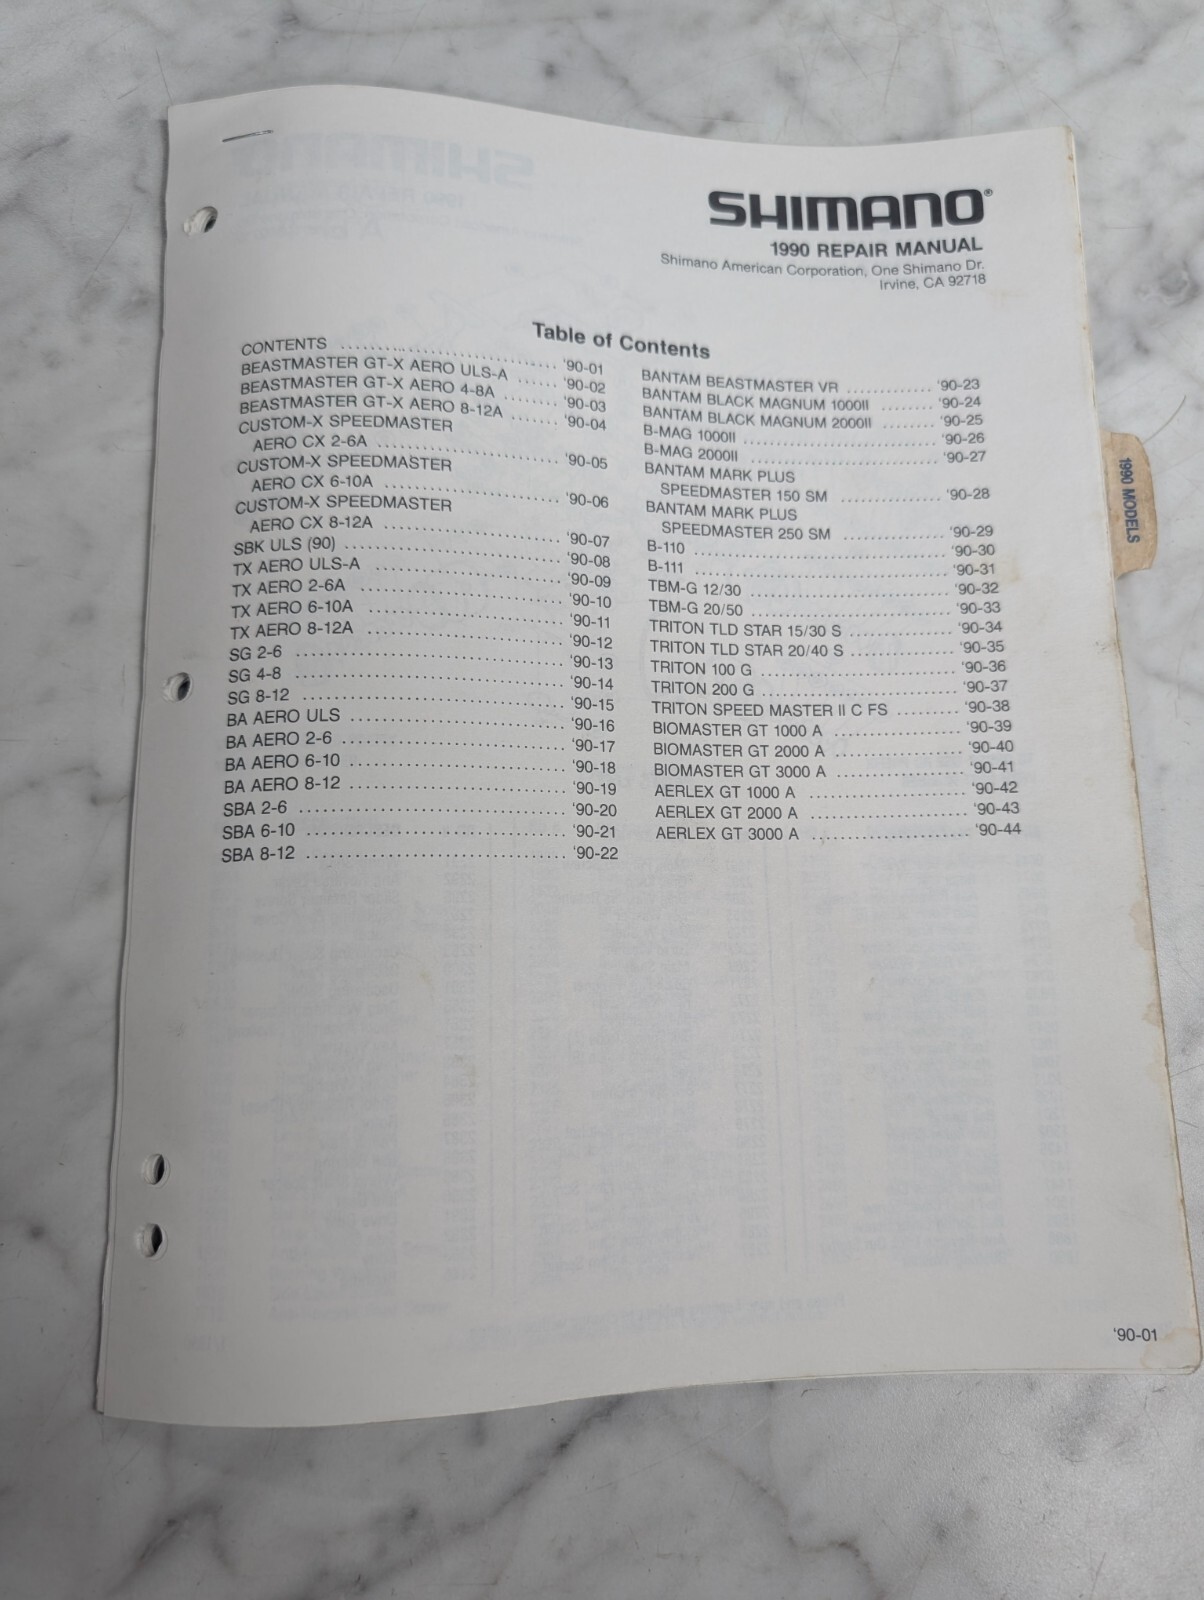 SHIMANO®
1990 REPAIR MANUAL
Shimano American Corporation, One Shimano Dr.
Irvine, CA 92718
Table of Contents
CONTENTS .......... '90-01
BEASTMASTER GT-X AERO ULS-A ...... '90-02
BEASTMASTER GT-X AERO 4-8A ........ '90-03
BEASTMASTER GT-X AERO 8-12A ....... '90-04
CUSTOM-X SPEEDMASTER
AERO CX 2-6A .......... '90-05
CUSTOM-X SPEEDMASTER
AERO CX 6-10A .......... '90-06
CUSTOM-X SPEEDMASTER
AERO CX 8-12A .......... '90-07
SBK ULS (90) .......... '90-08
TX AERO ULS-A .......... '90-09
TX AERO 2-6A .......... '90-10
TX AERO 6-10A .......... '90-11
TX AERO 8-12A .......... '90-12
SG 2-6 .......... '90-13
SG 4-8 .......... '90-14
SG 8-12 .......... '90-15
BA AERO ULS .......... '90-16
BA AERO 2-6 .......... '90-17
BA AERO 6-10 .......... '90-18
BA AERO 8-12 .......... '90-19
SBA 2-6 .......... '90-20
SBA 6-10 .......... '90-21
SBA 8-12 .......... '90-22
BANTAM BEASTMASTER VR .......... '90-23
BANTAM BLACK MAGNUM 1000II ........ '90-24
BANTAM BLACK MAGNUM 2000II ........ '90-25
B-MAG 1000II .......... '90-26
B-MAG 2000II .......... '90-27
BANTAM MARK PLUS
SPEEDMASTER 150 SM .......... '90-28
BANTAM MARK PLUS
SPEEDMASTER 250 SM .......... '90-29
B-110 .......... '90-30
B-111 .......... '90-31
TBM-G 12/30 .......... '90-32
TBM-G 20/50 .......... '90-33
TRITON TLD STAR 15/30 S .......... '90-34
TRITON TLD STAR 20/40 S .......... '90-35
TRITON 100 G .......... '90-36
TRITON 200 G .......... '90-37
TRITON SPEED MASTER II C FS ......... '90-38
BIOMASTER GT 1000 A .......... '90-39
BIOMASTER GT 2000 A .......... '90-40
BIOMASTER GT 3000 A .......... '90-41
AERLEX GT 1000 A .......... '90-42
AERLEX GT 2000 A .......... '90-43
AERLEX GT 3000 A .......... '90-44
1990 MODELS
'90-01